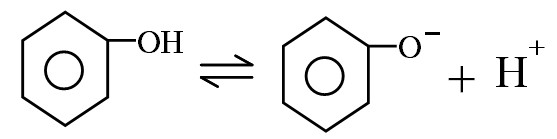 OH ⇌ O⁻ + H⁺